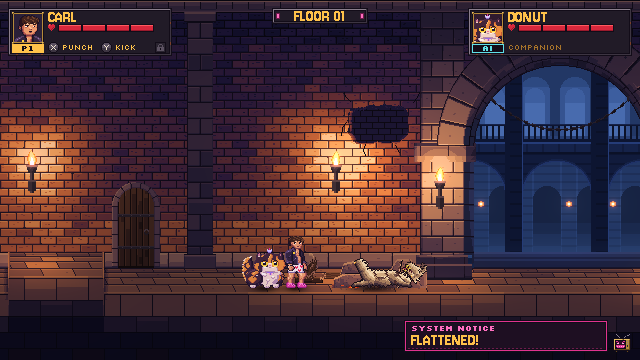 CARL
P1
X PUNCH Y KICK
FLOOR 01
DONUT
AI
COMPANION
SYSTEM NOTICE
FLATTENED!